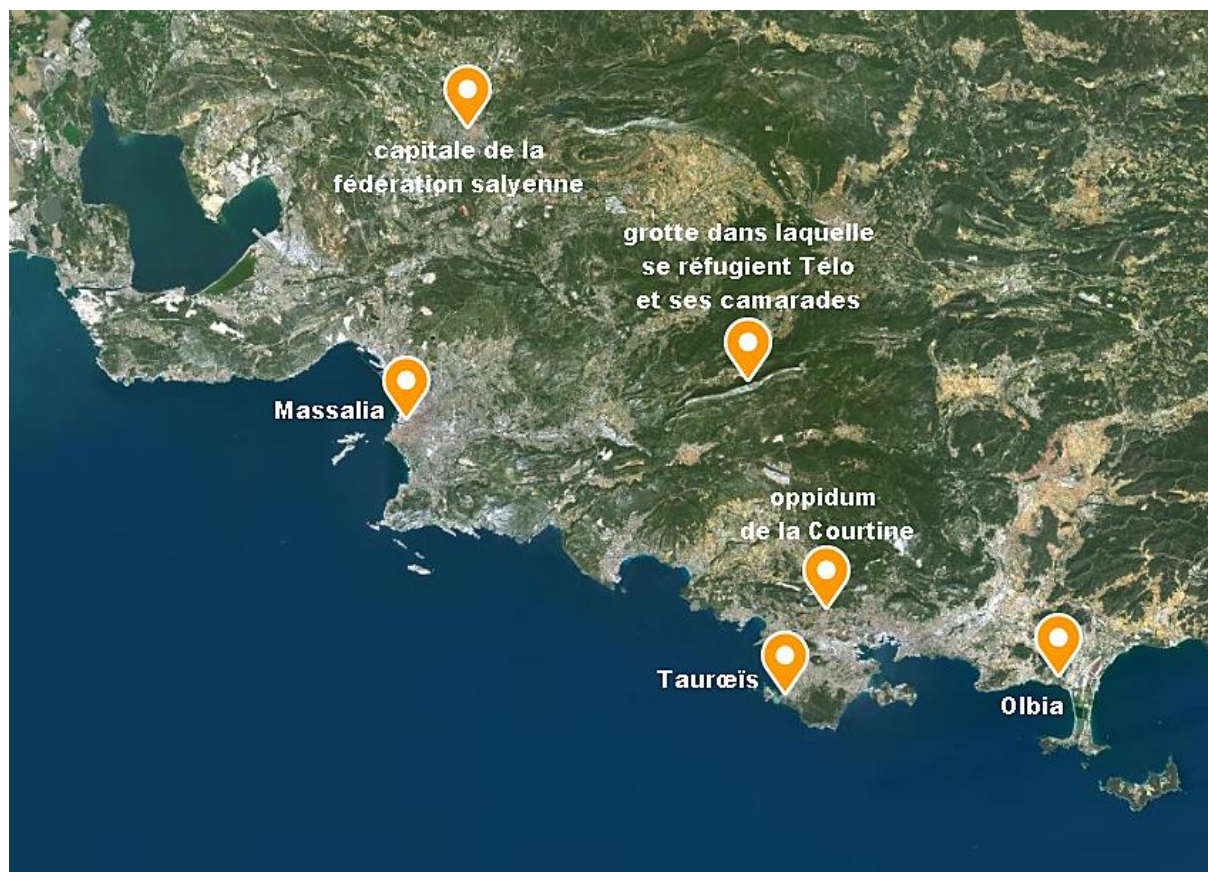 capitale de la
fédération salyenne
grotte dans laquelle
se réfugient Télo
et ses camarades
Massalia
oppidum
de la Courtine
Taurœïs
Olbia